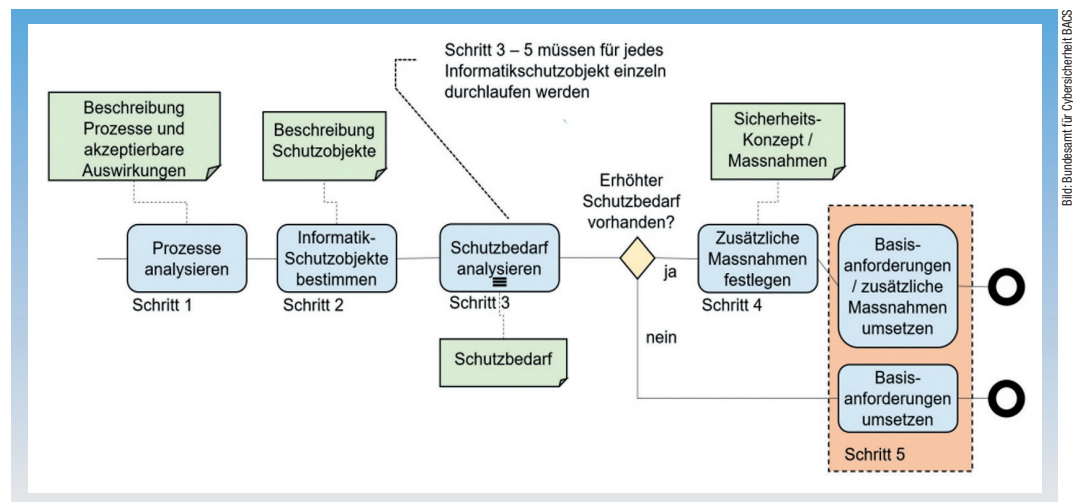 Schritt 3 – 5 müssen für jedes
Informatikschutzobjekt einzeln
durchlaufen werden
Beschreibung
Prozesse und
akzeptierbare
Auswirkungen
Beschreibung
Schutzobjekte
Sicherheits-
Konzept /
Massnahmen
Prozesse
analysieren
Schritt 1
Informatik-
Schutzobjekte
bestimmen
Schritt 2
Schutzbedarf
analysieren
Schritt 3
Schutzbedarf
Erhöhter
Schutzbedarf
vorhanden?
ja
nein
Zusätzliche
Massnahmen
festlegen
Schritt 4
Basis-
anforderungen
/ zusätzliche
Massnahmen
umsetzen
Basis-
anforderungen
umsetzen
Schritt 5
Bild: Bundesamt für Cybersicherheit BACS